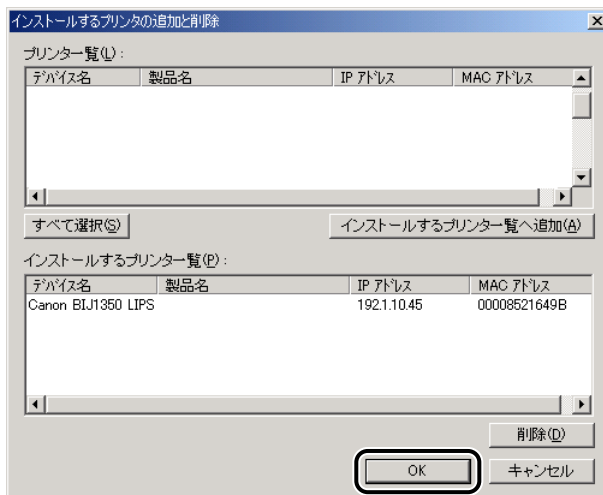 インストールするプリンタの追加と削除
プリンター覧(L):
デバイス名 製品名 IP アドレス MAC アドレス
すべて選択(S) インストールするプリンター覧へ追加(A)
インストールするプリンター覧(P):
デバイス名 製品名 IP アドレス MAC アドレス
Canon BIJ1350 LIPS 192.1.10.45 00008521649B
削除(D)
OK キャンセル